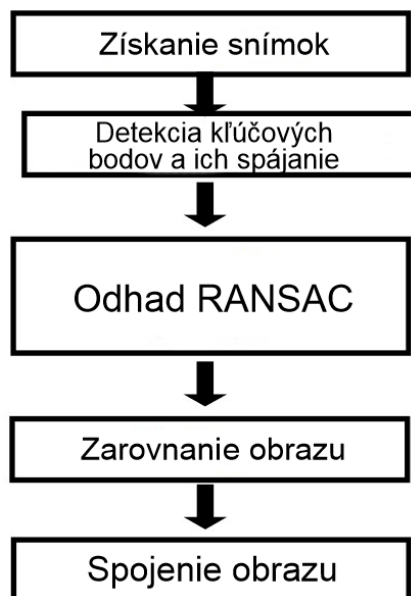 Získanie snímok
Detekcia kľúčových
bodov a ich spájanie
Odhad RANSAC
Zarovnanie obrazu
Spojenie obrazu